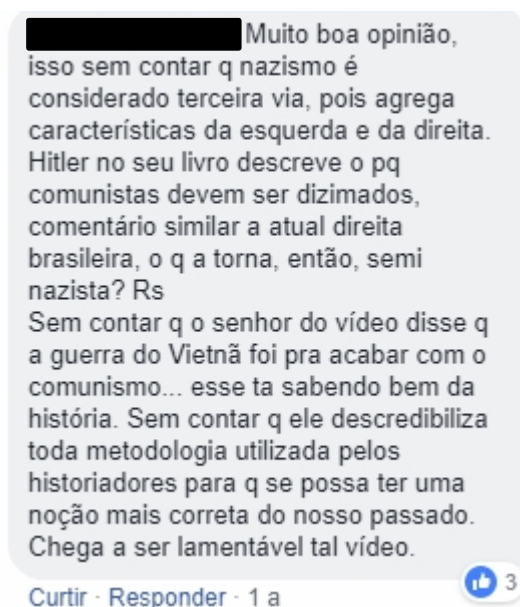 Muito boa opinião,
isso sem contar q nazismo é
considerado terceira via, pois agrega
características da esquerda e da direita.
Hitler no seu livro descreve o pq
comunistas devem ser dizimados,
comentário similar a atual direita
brasileira, o q a torna, então, semi
nazista? Rs
Sem contar q o senhor do vídeo disse q
a guerra do Vietnã foi pra acabar com o
comunismo... esse ta sabendo bem da
história. Sem contar q ele descredibiliza
toda metodologia utilizada pelos
historiadores para q se possa ter uma
noção mais correta do nosso passado.
Chega a ser lamentável tal vídeo.
3
Curtir · Responder · 1 a